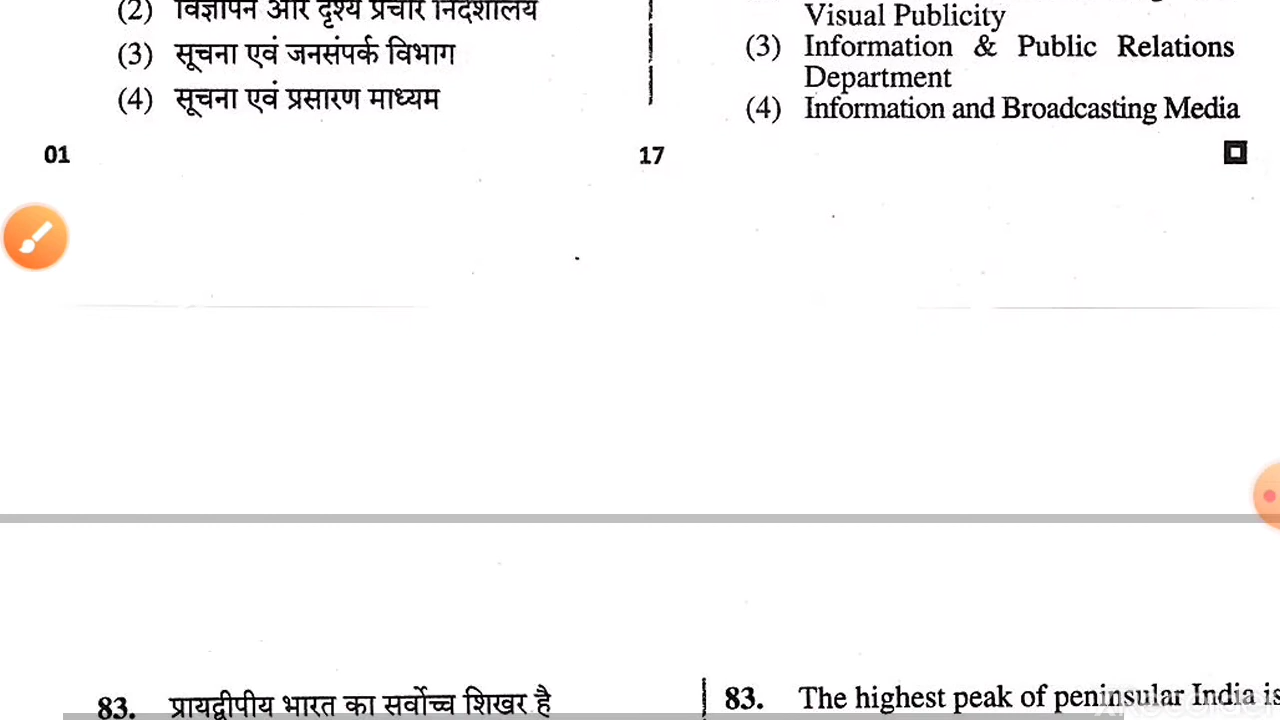 (2) विज्ञापन और दृश्य प्रचार निदेशालय
(3) सूचना एवं जनसंपर्क विभाग
(4) सूचना एवं प्रसारण माध्यम
Visual Publicity
(3) Information & Public Relations
Department
(4) Information and Broadcasting Media
01
17
83. प्रायद्वीपीय भारत का सर्वोच्च शिखर है
83. The highest peak of peninsular India is